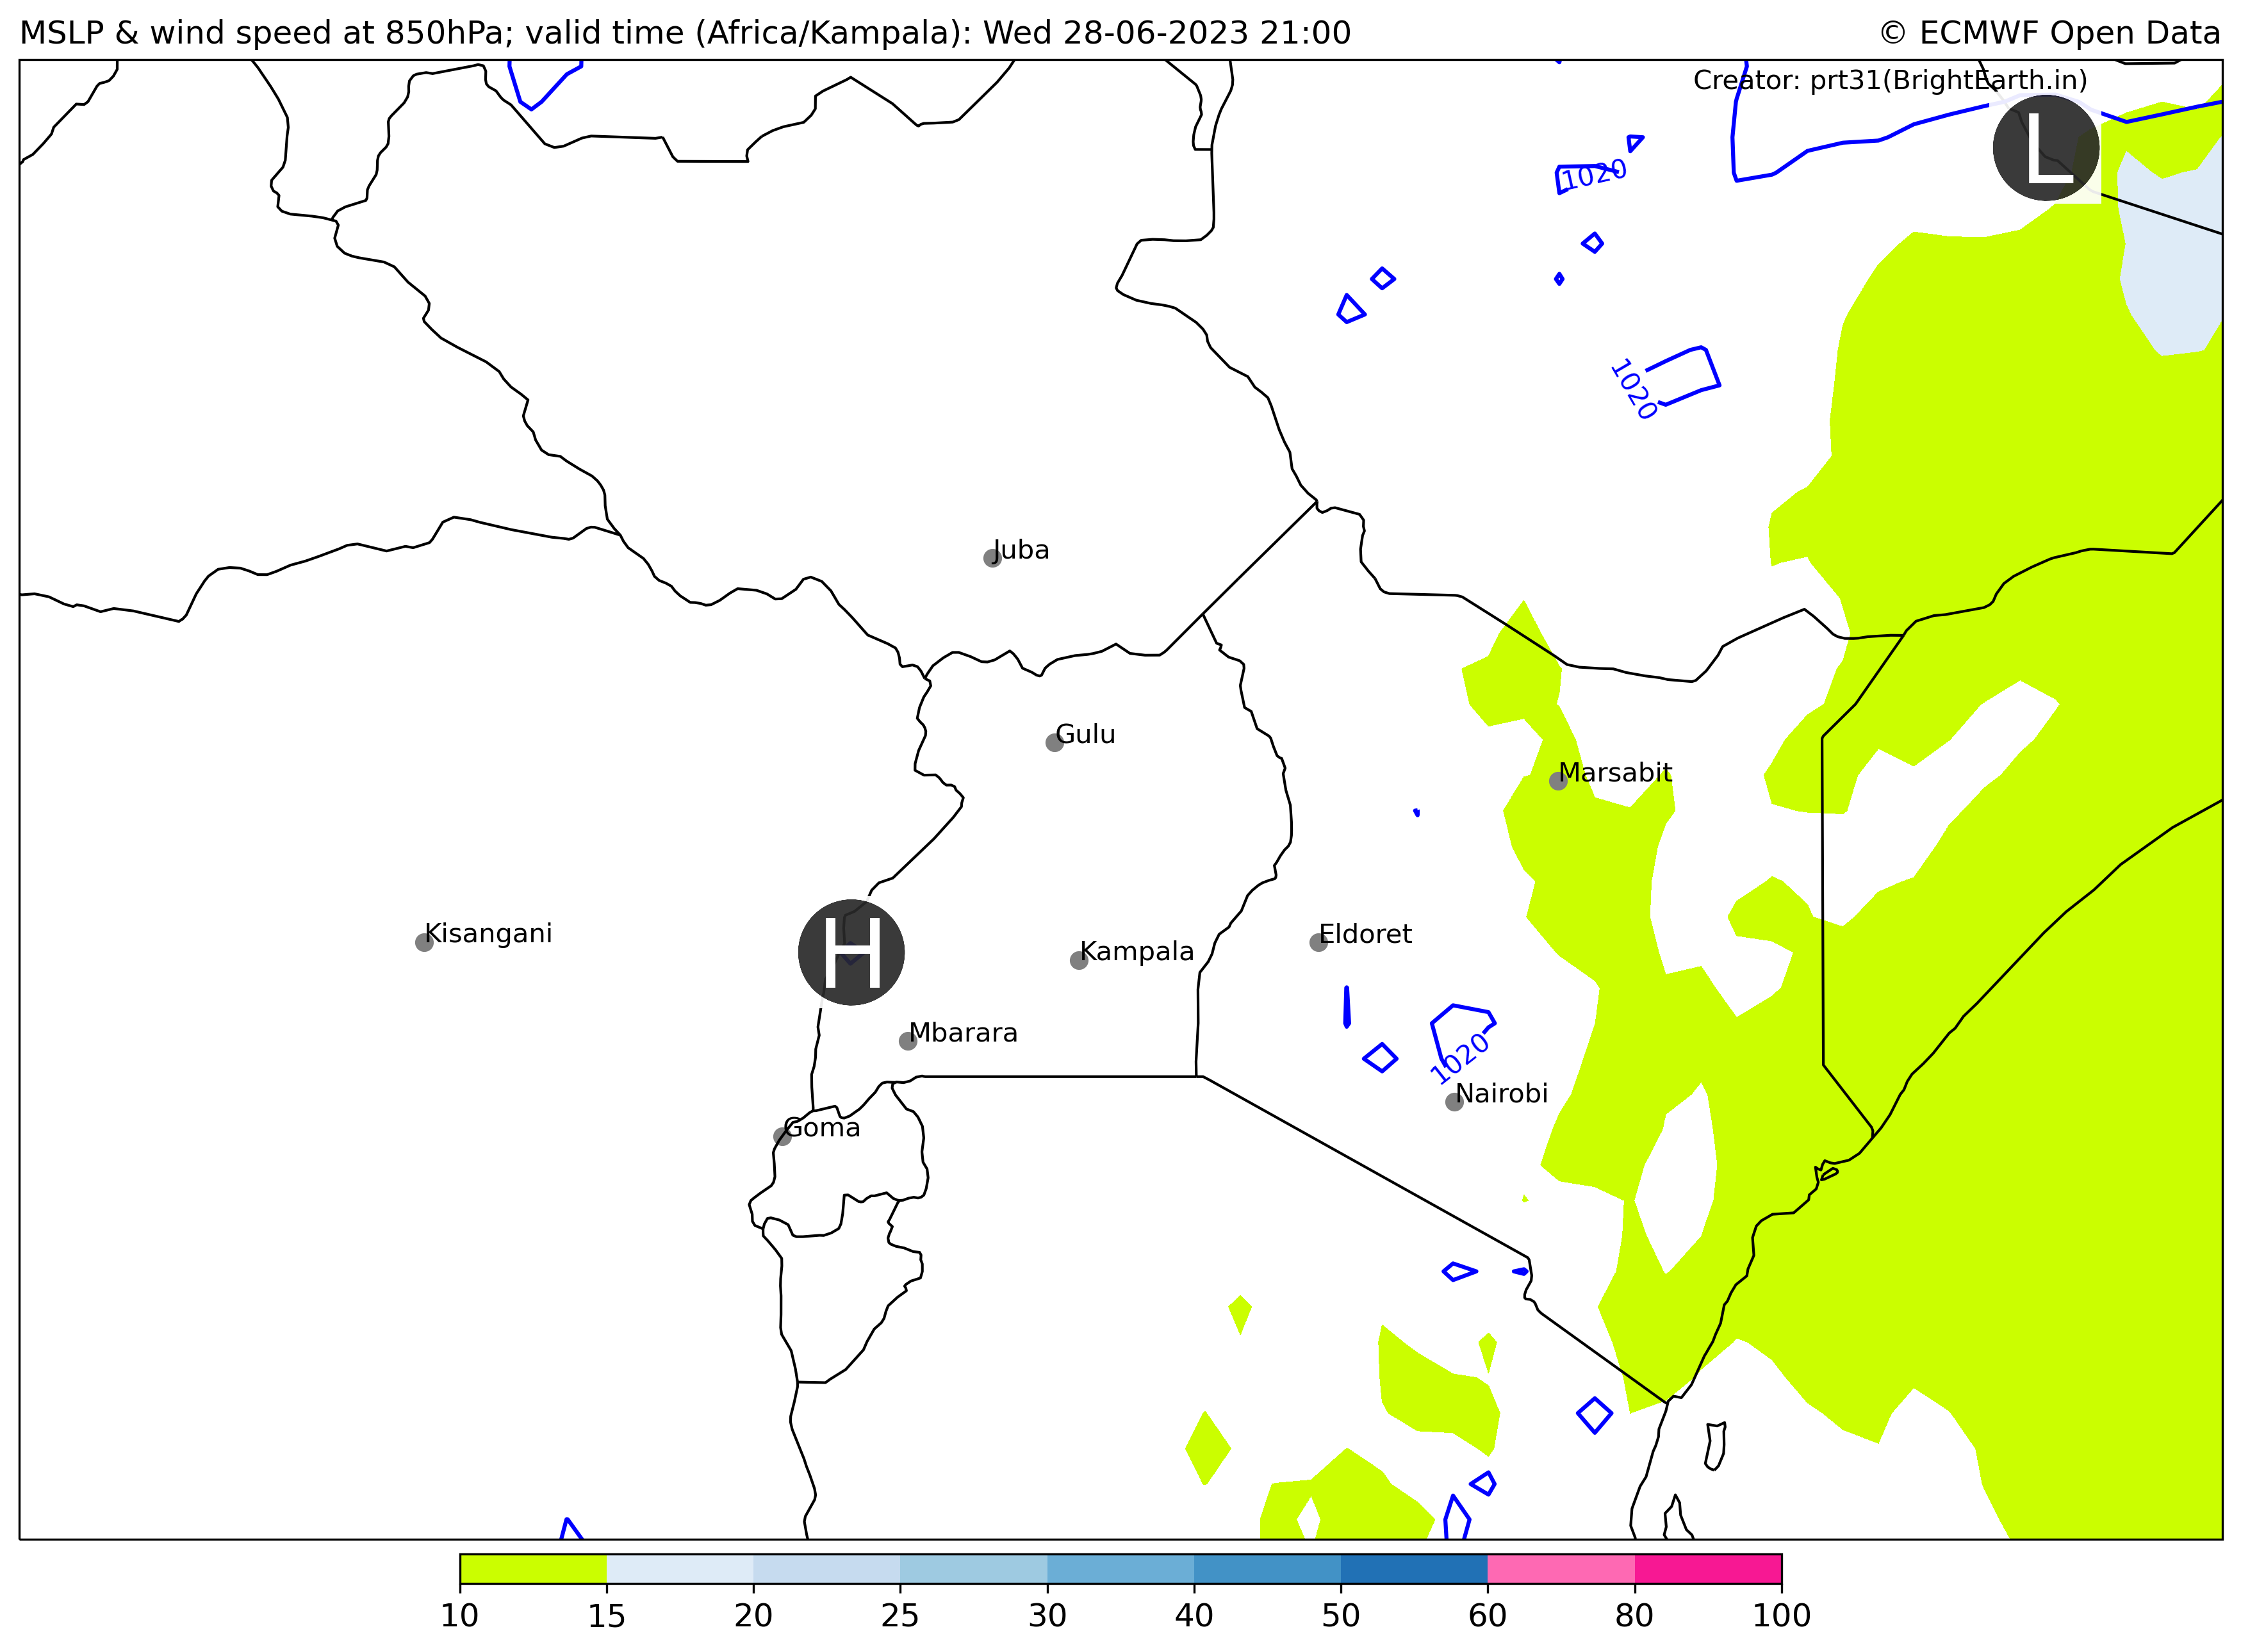 MSLP & wind speed at 850hPa; valid time (Africa/Kampala): Wed 28-06-2023 21:00
© ECMWF Open Data
Creator: prt31(BrightEarth.in)
L
1020
1020
Juba
Gulu
Marsabit
Kisangani
H
Kampala
Eldoret
Mbarara
1020
Nairobi
Goma
10 15 20 25 30 40 50 60 80 100